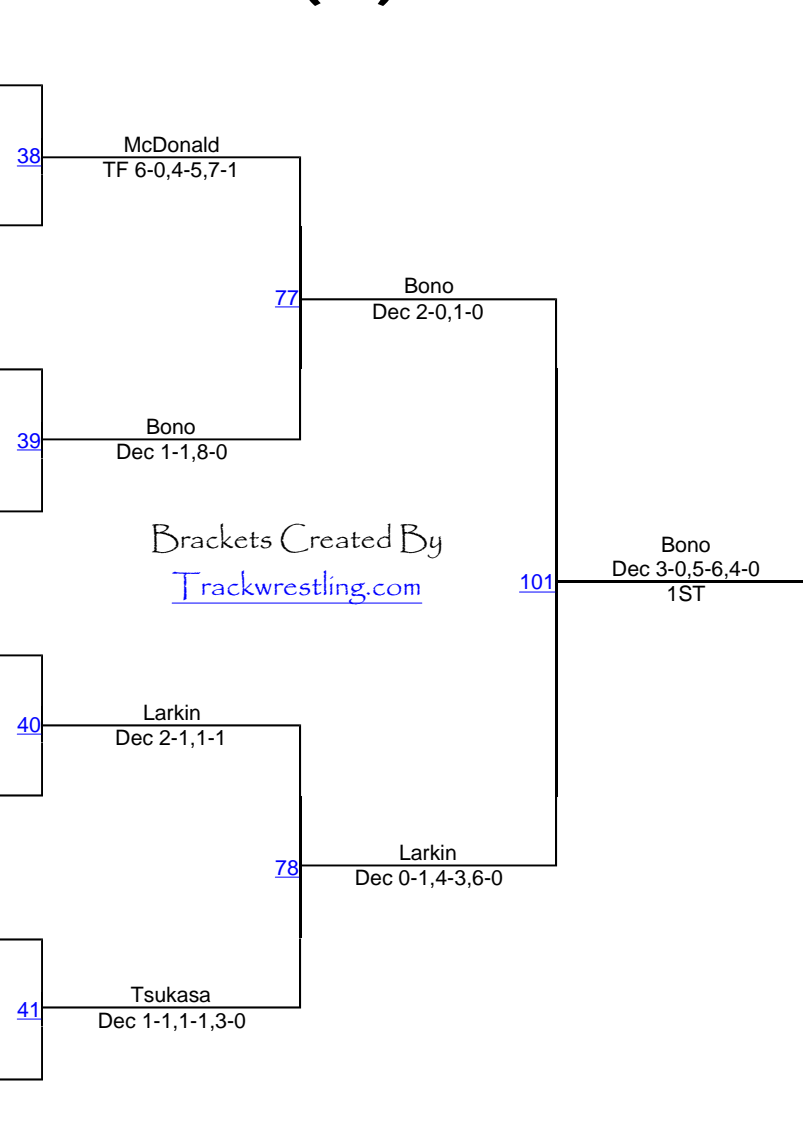 McDonald
38
TF 6-0,4-5,7-1
Bono
77
Dec 2-0,1-0
Bono
39
Dec 1-1,8-0
Brackets Created By
Trackwrestling.com
Bono
Dec 3-0,5-6,4-0
101
1ST
Larkin
40
Dec 2-1,1-1
Larkin
78
Dec 0-1,4-3,6-0
Tsukasa
41
Dec 1-1,1-1,3-0